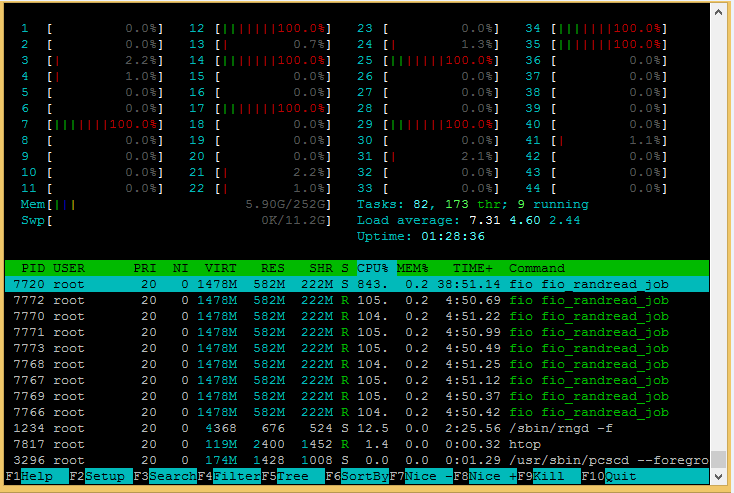 1 [ 0.0%] 12 [||||||||100.0%] 23 [ 0.0%] 34 [||||||||100.0%]
2 [ 0.0%] 13 [| 0.7%] 24 [| 1.3%] 35 [||||||||100.0%]
3 [| 2.2%] 14 [||||||||100.0%] 25 [||||||||100.0%] 36 [ 0.0%]
4 [| 1.0%] 15 [ 0.0%] 26 [ 0.0%] 37 [ 0.0%]
5 [ 0.0%] 16 [ 0.0%] 27 [ 0.0%] 38 [ 0.0%]
6 [ 0.0%] 17 [||||||||100.0%] 28 [ 0.0%] 39 [ 0.0%]
7 [||||||||100.0%] 18 [ 0.0%] 29 [||||||||100.0%] 40 [ 0.0%]
8 [ 0.0%] 19 [ 0.0%] 30 [ 0.0%] 41 [| 1.1%]
9 [ 0.0%] 20 [ 0.0%] 31 [| 2.1%] 42 [ 0.0%]
10 [ 0.0%] 21 [| 2.2%] 32 [ 0.0%] 43 [ 0.0%]
11 [ 0.0%] 22 [| 1.0%] 33 [ 0.0%] 44 [ 0.0%]
Mem[||| 5.90G/252G] Tasks: 82, 173 thr; 9 running
Swp[ 0K/11.2G] Load average: 7.31 4.60 2.44
Uptime: 01:28:36
PID USER PRI NI VIRT RES SHR S CPU% MEM% TIME+ Command
7720 root 20 0 1478M 582M 222M S 843. 0.2 38:51.14 fio fio_randread_job
7772 root 20 0 1478M 582M 222M R 105. 0.2 4:50.69 fio fio_randread_job
7770 root 20 0 1478M 582M 222M R 104. 0.2 4:51.22 fio fio_randread_job
7771 root 20 0 1478M 582M 222M R 105. 0.2 4:50.99 fio fio_randread_job
7773 root 20 0 1478M 582M 222M R 105. 0.2 4:50.49 fio fio_randread_job
7768 root 20 0 1478M 582M 222M R 104. 0.2 4:51.25 fio fio_randread_job
7767 root 20 0 1478M 582M 222M R 105. 0.2 4:51.12 fio fio_randread_job
7769 root 20 0 1478M 582M 222M R 105. 0.2 4:50.37 fio fio_randread_job
7766 root 20 0 1478M 582M 222M R 104. 0.2 4:50.42 fio fio_randread_job
1234 root 20 0 4368 676 524 S 12.5 0.0 2:25.56 /sbin/rngd -f
7817 root 20 0 119M 2400 1452 R 1.4 0.0 0:00.32 htop
3296 root 20 0 174M 1428 1008 S 0.0 0.0 0:01.29 /usr/sbin/pcscd --foregro
F1Help F2Setup F3SearchF4FilterF5Tree F6SortByF7Nice -F8Nice +F9Kill F10Quit